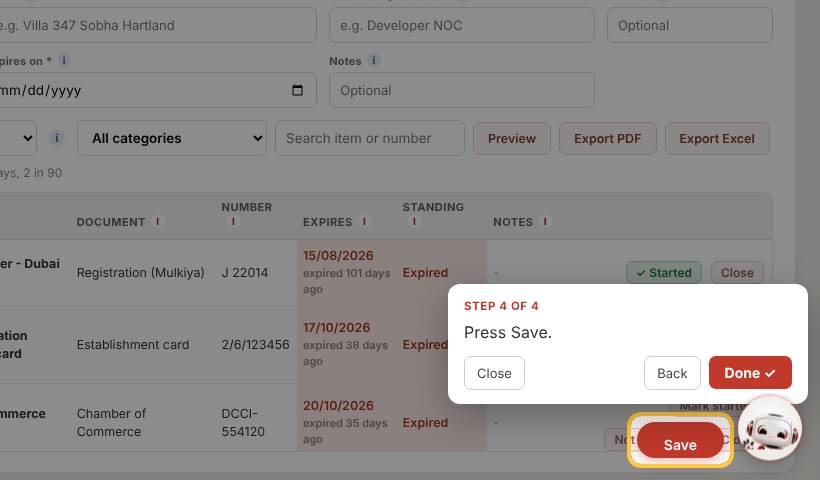 e.g. Villa 347 Sobha Hartland
e.g. Developer NOC
Optional
pires on * i
Notes i
mm/dd/yyyy
Optional
i
All categories
Search item or number
Preview
Export PDF
Export Excel
ays, 2 in 90
DOCUMENT I
NUMBER I
EXPIRES I
STANDING I
NOTES I
er - Dubai
Registration (Mulkiya)
J 22014
15/08/2026
expired 101 days
ago
Expired
-
✓ Started
Close
ation
card
Establishment card
2/6/123456
17/10/2026
expired 38 days
ago
Expired
STEP 4 OF 4
Press Save.
Close
Back
Done ✓
mmerce
Chamber of
Commerce
DCCI-
554120
20/10/2026
expired 35 days
ago
Expired
-
Mark starte
Not
Save